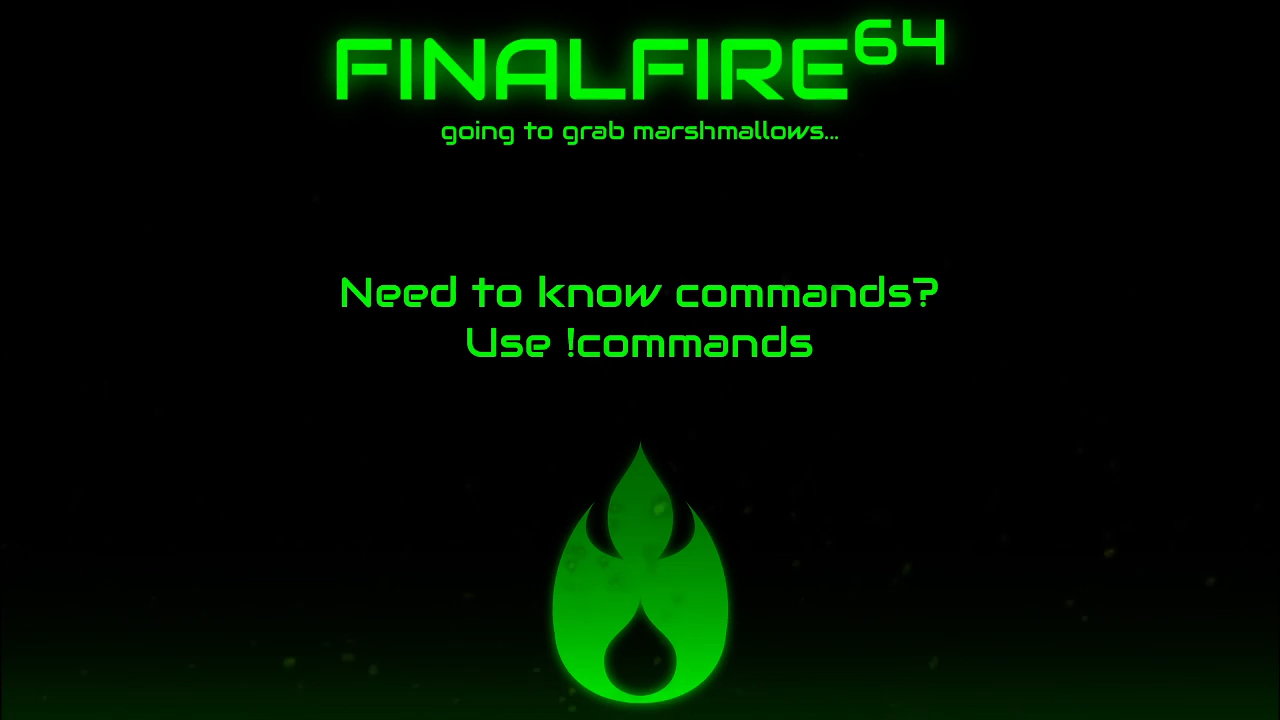 FINALFIRE64
going to grab marshmallows...
Need to know commands?
Use !commands